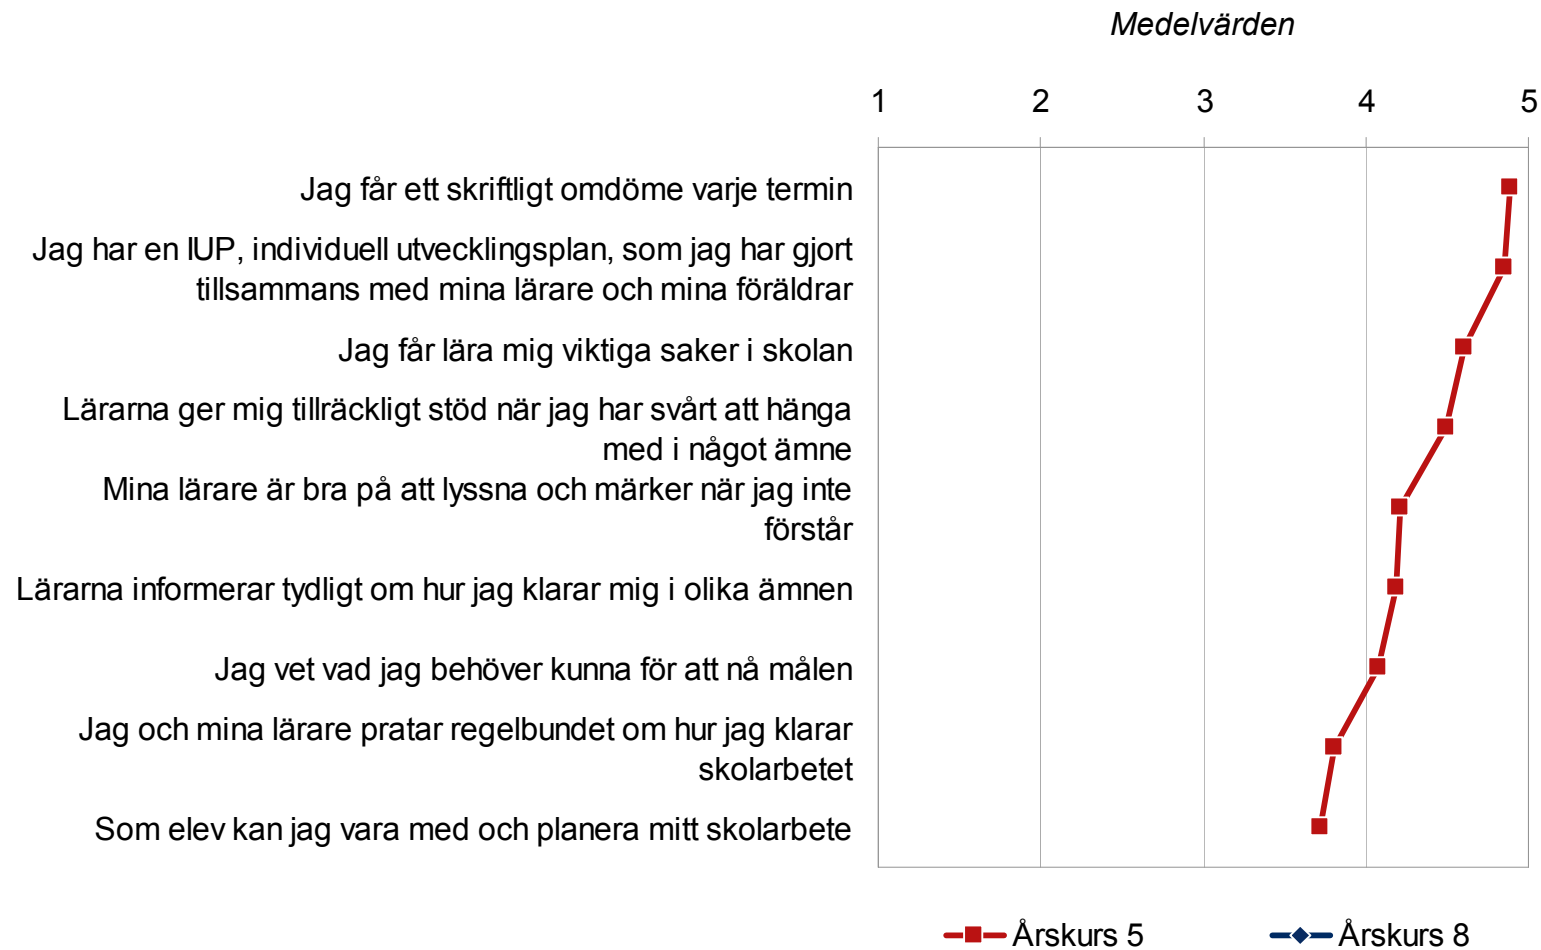 Medelvärden
1 2 3 4 5
Jag får ett skriftligt omdöme varje termin
Jag har en IUP, individuell utvecklingsplan, som jag har gjort
tillsammans med mina lärare och mina föräldrar
Jag får lära mig viktiga saker i skolan
Lärarna ger mig tillräckligt stöd när jag har svårt att hänga
med i något ämne
Mina lärare är bra på att lyssna och märker när jag inte
förstår
Lärarna informerar tydligt om hur jag klarar mig i olika ämnen
Jag vet vad jag behöver kunna för att nå målen
Jag och mina lärare pratar regelbundet om hur jag klarar
skolarbetet
Som elev kan jag vara med och planera mitt skolarbete
Årskurs 5 Årskurs 8